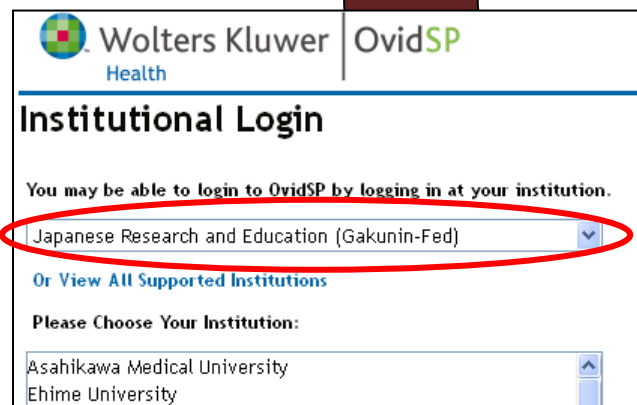 Wolters Kluwer OvidSP
Health
Institutional Login
You may be able to login to OvidSP by logging in at your institution.
Japanese Research and Education (Gakunin-Fed)
Or View All Supported Institutions
Please Choose Your Institution:
Asahikawa Medical University
Ehime University